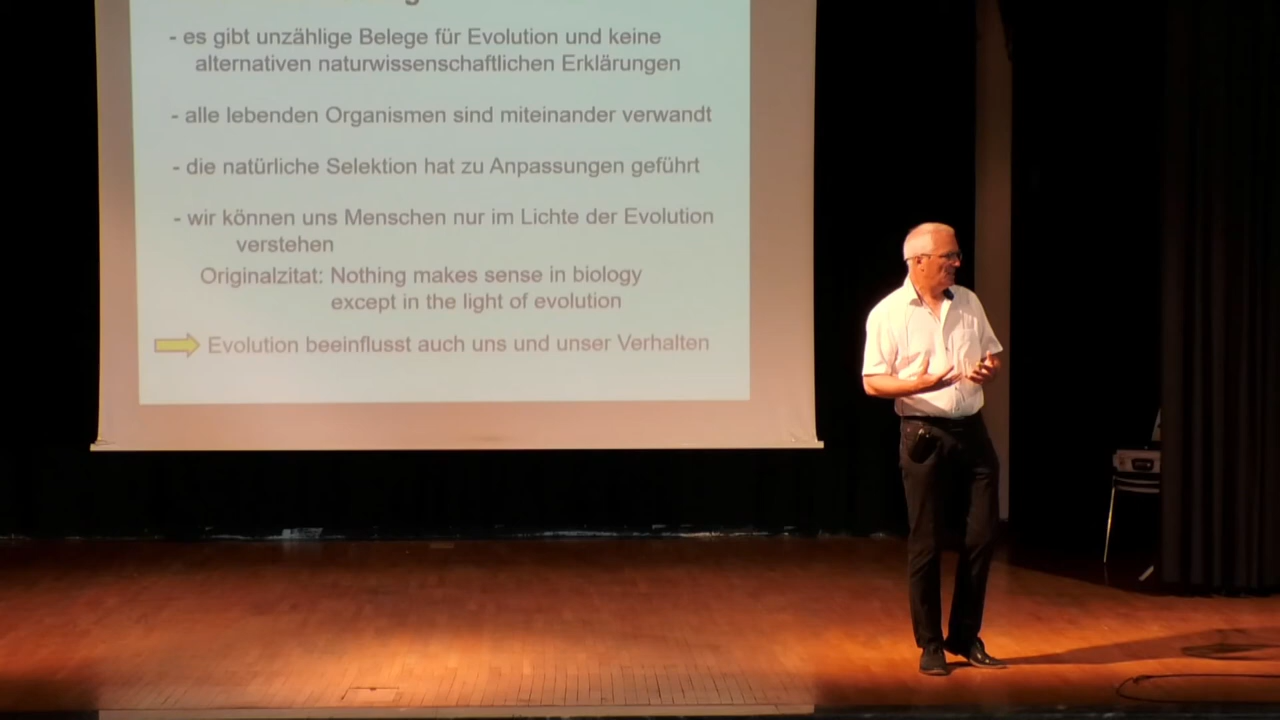 - es gibt unzählige Belege für Evolution und keine
alternativen naturwissenschaftlichen Erklärungen
- alle lebenden Organismen sind miteinander verwandt
- die natürliche Selektion hat zu Anpassungen geführt
- wir können uns Menschen nur im Lichte der Evolution
verstehen
Originalzitat: Nothing makes sense in biology
except in the light of evolution
Evolution beeinflusst auch uns und unser Verhalten